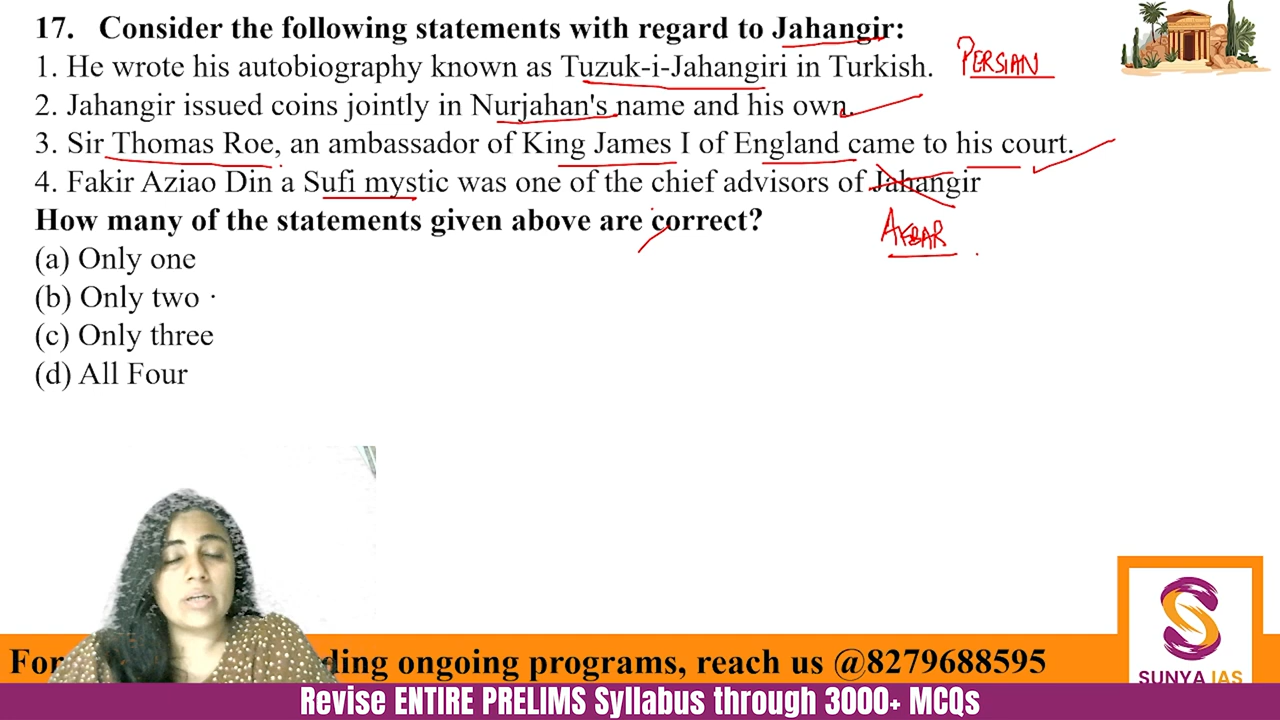 17. Consider the following statements with regard to Jahangir:
1. He wrote his autobiography known as Tuzuk-i-Jahangiri in Turkish. PERSIAN
2. Jahangir issued coins jointly in Nurjahan's name and his own.
3. Sir Thomas Roe, an ambassador of King James I of England came to his court.
4. Fakir Aziao Din a Sufi mystic was one of the chief advisors of Jahangir
AKBAR
How many of the statements given above are correct?
(a) Only one
(b) Only two
(c) Only three
(d) All Four
SUNYA IAS
For ding ongoing programs, reach us @8279688595
Revise ENTIRE PRELIMS Syllabus through 3000+ MCQs